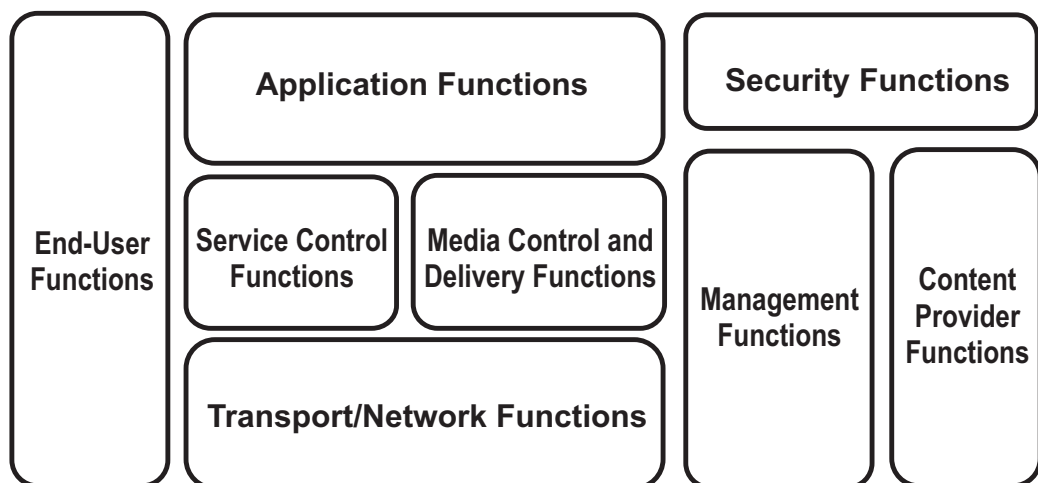 Application Functions
Security Functions
End-User
Functions
Service Control
Functions
Media Control and
Delivery Functions
Management
Functions
Content
Provider
Functions
Transport/Network Functions